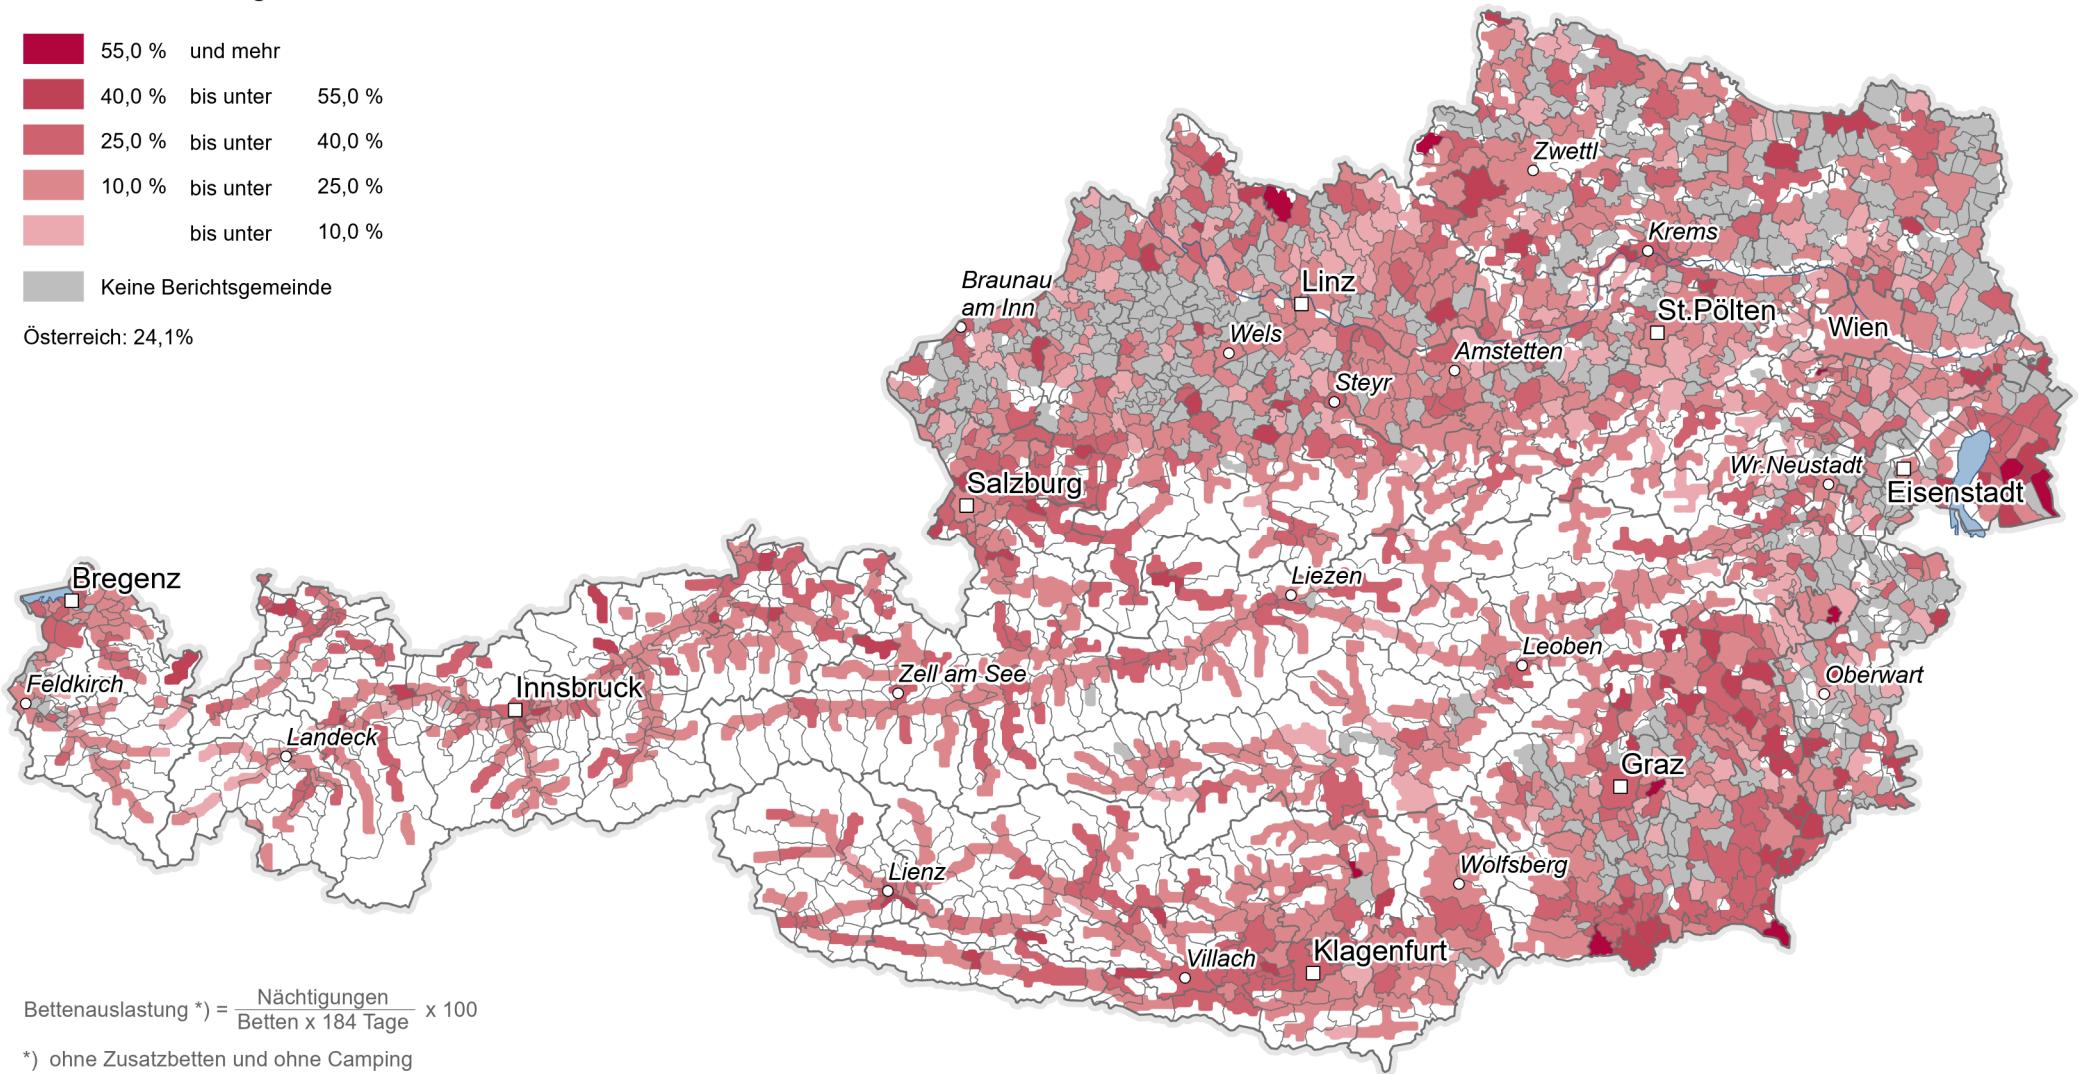 55,0 % und mehr
40,0 % bis unter 55,0 %
25,0 % bis unter 40,0 %
10,0 % bis unter 25,0 %
bis unter 10,0 %
Keine Berichtsgemeinde
Österreich: 24,1%
Zwettl
Krems
Braunau
am Inn
Linz
St.Pölten
Wien
Wels
Amstetten
Steyr
Wr.Neustadt
Salzburg
Eisenstadt
Bregenz
Liezen
Leoben
Feldkirch
Zell am See
Oberwart
Innsbruck
Landeck
Graz
Lienz
Wolfsberg
Villach
Klagenfurt
Bettenauslastung *) = Nächtigungen x 100
Betten x 184 Tage
*) ohne Zusatzbetten und ohne Camping